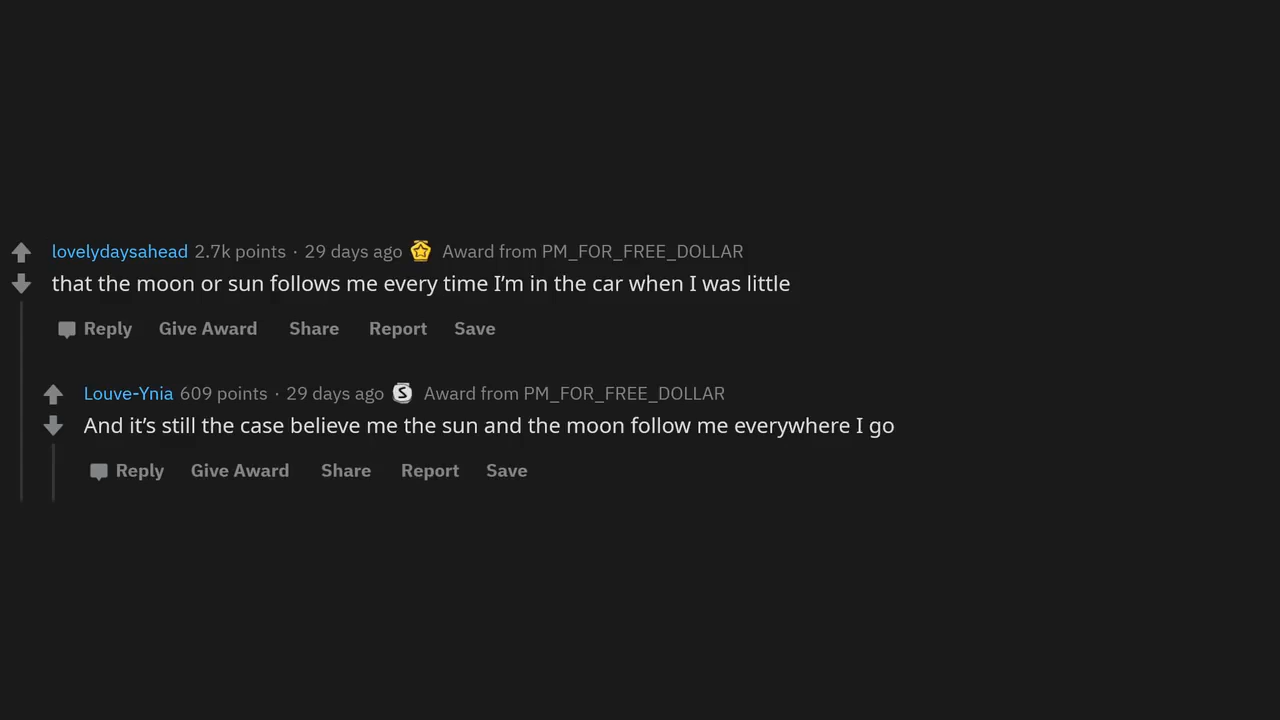 lovelydaysahead 2.7k points · 29 days ago Award from PM_FOR_FREE_DOLLAR
that the moon or sun follows me every time I’m in the car when I was little
Reply Give Award Share Report Save
Louve-Ynia 609 points · 29 days ago S Award from PM_FOR_FREE_DOLLAR
And it’s still the case believe me the sun and the moon follow me everywhere I go
Reply Give Award Share Report Save